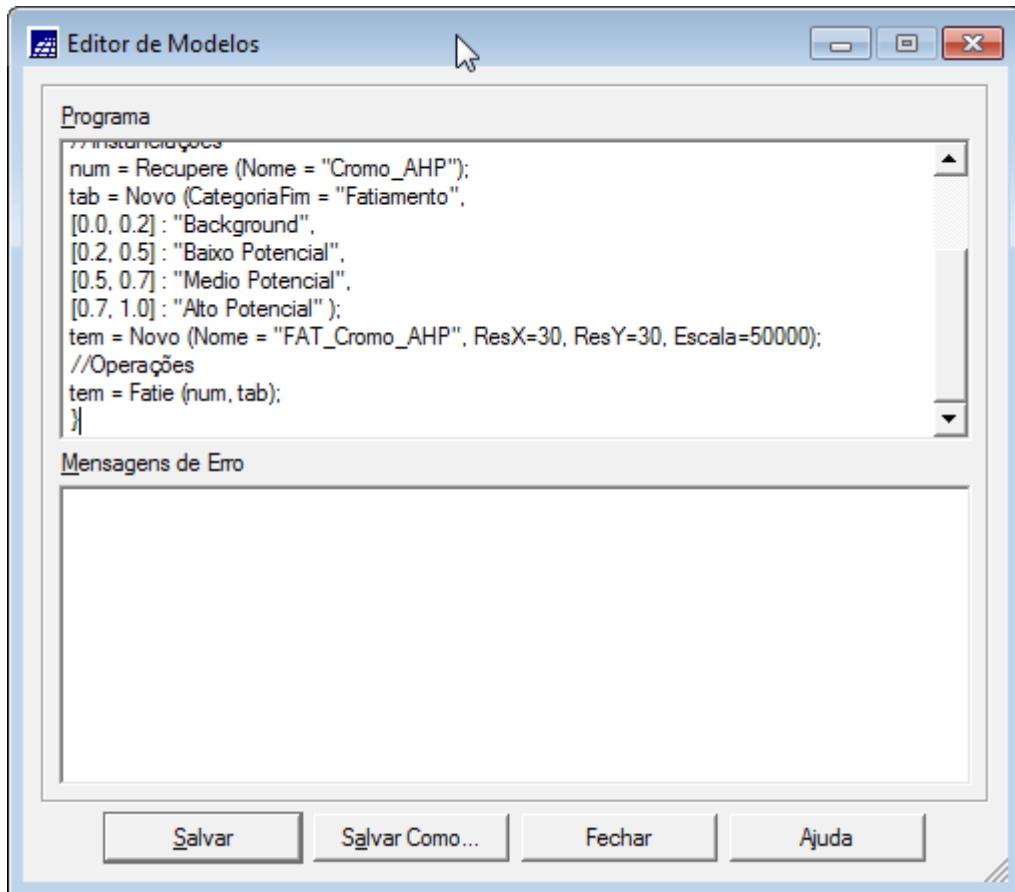 Editor de Modelos
Programa
//Instanciações
num = Recupere (Nome = "Cromo_AHP");
tab = Novo (CategoriaFim = "Fatiamento",
[0.0, 0.2] : "Background",
[0.2, 0.5] : "Baixo Potencial",
[0.5, 0.7] : "Medio Potencial",
[0.7, 1.0] : "Alto Potencial" );
tem = Novo (Nome = "FAT_Cromo_AHP", ResX=30, ResY=30, Escala=50000);
//Operações
tem = Fatie (num, tab);
}
Mensagens de Erro
Salvar Salvar Como... Fechar Ajuda